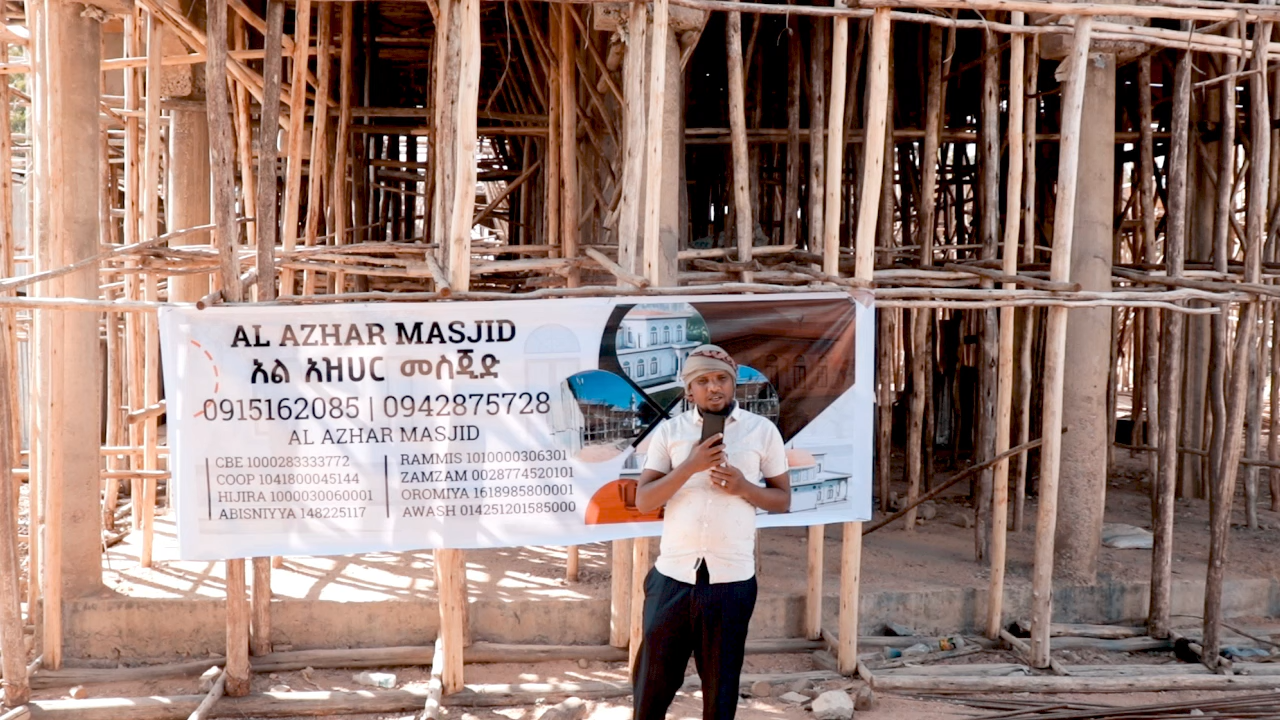 AL AZHAR MASJID
አል አዝሀር መስጂድ
0915162085 | 0942875728
AL AZHAR MASJID
CBE 1000283333772
COOP 1041800045144
HIJIRA 1000030060001
ABISNIYYA 148225117
RAMMIS 1010000306301
ZAMZAM 0028774520101
OROMIYA 1618985800001
AWASH 014251201585000